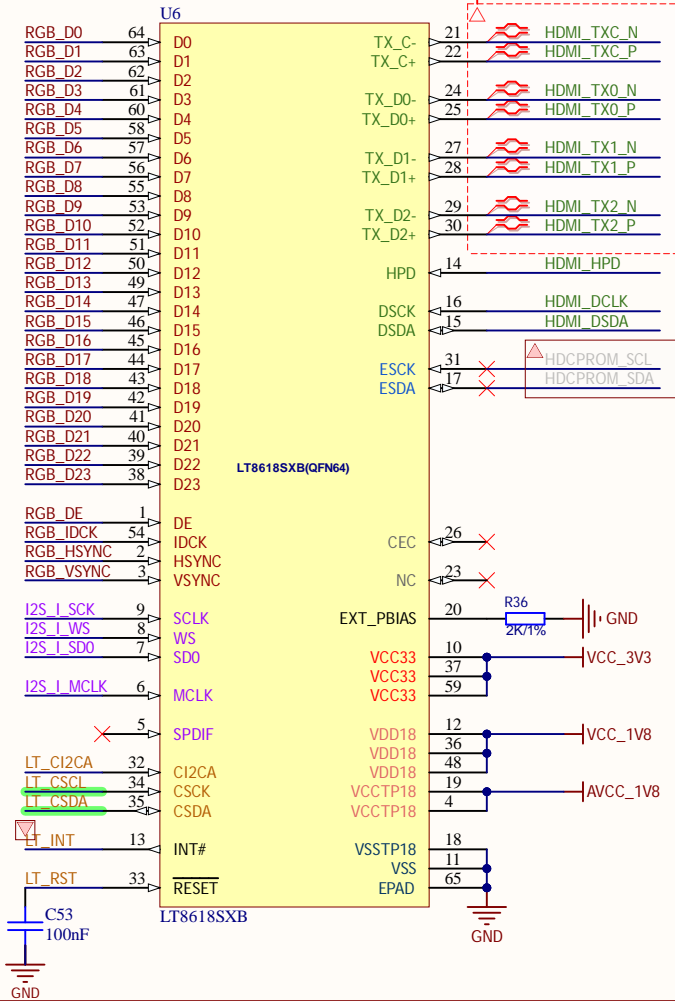 U6
RGB_D0 64 D0 TX_C- 21 HDMI_TXC_N
RGB_D1 63 D1 TX_C+ 22 HDMI_TXC_P
RGB_D2 62 D2
RGB_D3 61 D3 TX_D0- 24 HDMI_TX0_N
RGB_D4 60 D4 TX_D0+ 25 HDMI_TX0_P
RGB_D5 58 D5
RGB_D6 57 D6 TX_D1- 27 HDMI_TX1_N
RGB_D7 56 D7 TX_D1+ 28 HDMI_TX1_P
RGB_D8 55 D8
RGB_D9 53 D9 TX_D2- 29 HDMI_TX2_N
RGB_D10 52 D10 TX_D2+ 30 HDMI_TX2_P
RGB_D11 51 D11
RGB_D12 50 D12 HPD 14 HDMI_HPD
RGB_D13 49 D13
RGB_D14 47 D14 DSCK 16 HDMI_DCLK
RGB_D15 46 D15 DSDA 15 HDMI_DSDA
RGB_D16 45 D16
RGB_D17 44 D17 ESCK 31 HDCPROM_SCL
RGB_D18 43 D18 ESDA 17 HDCPROM_SDA
RGB_D19 42 D19
RGB_D20 41 D20
RGB_D21 40 D21
RGB_D22 39 D22
RGB_D23 38 D23
LT8618SXB(QFN64)
RGB_DE 1 DE
RGB_IDCK 54 IDCK CEC 26
RGB_HSYNC 2 HSYNC
RGB_VSYNC 3 VSYNC NC 23
I2S_I_SCK 9 SCLK EXT_PBIAS 20 R36 2K/1% GND
I2S_I_WS 8 WS
I2S_I_SD0 7 SD0 VCC33 10 VCC_3V3
VCC33 37
I2S_I_MCLK 6 MCLK VCC33 59
5 SPDIF VDD18 12 VCC_1V8
VDD18 36
LT_CI2CA 32 CI2CA VDD18 48
LT_CSCL 34 CSCK VCCTP18 19 AVCC_1V8
LT_CSDA 35 CSDA VCCTP18 4
LT_INT 13 INT# VSSTP18 18
VSS 11
LT_RST 33 RESET EPAD 65
LT8618SXB
C53
100nF
GND
GND